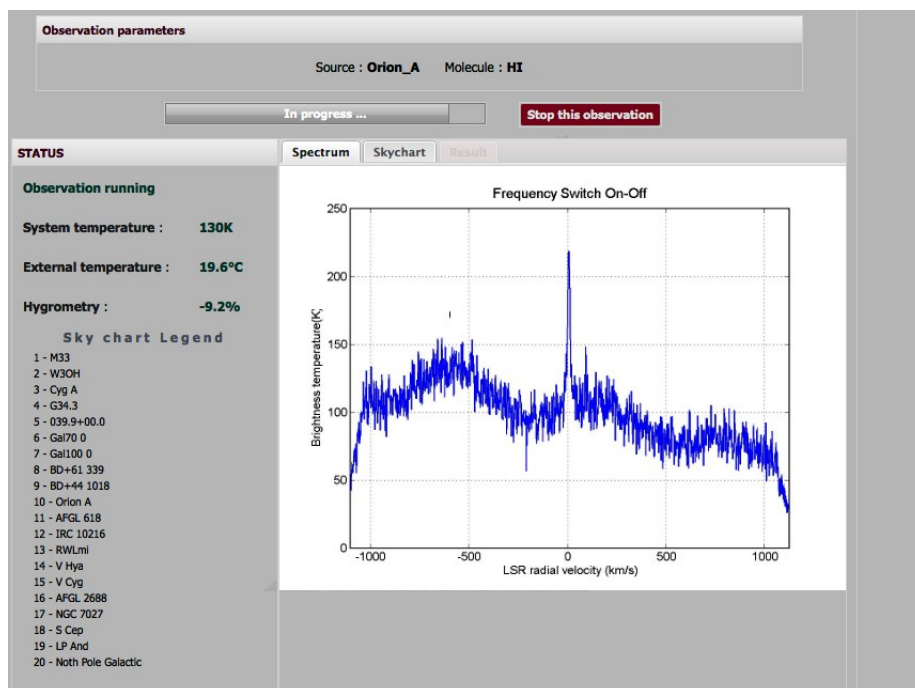 Observation parameters
Source : Orion_A Molecule : HI
In progress ...
Stop this observation
STATUS
Spectrum Skychart Result
Observation running
System temperature : 130K
External temperature : 19.6°C
Hygrometry : -9.2%
Sky chart Legend
1 - M33
2 - W3OH
3 - Cyg A
4 - G34.3
5 - 039.9+00.0
6 - Gal70 0
7 - Gal100 0
8 - BD+61 339
9 - BD+44 1018
10 - Orion A
11 - AFGL 618
12 - IRC 10216
13 - RWLmi
14 - V Hya
15 - V Cyg
16 - AFGL 2688
17 - NGC 7027
18 - S Cep
19 - LP And
20 - Noth Pole Galactic
Frequency Switch On-Off
Brightness temperature(K)
250
200
150
100
50
0
-1000 -500 0 500 1000
LSR radial velocity (km/s)